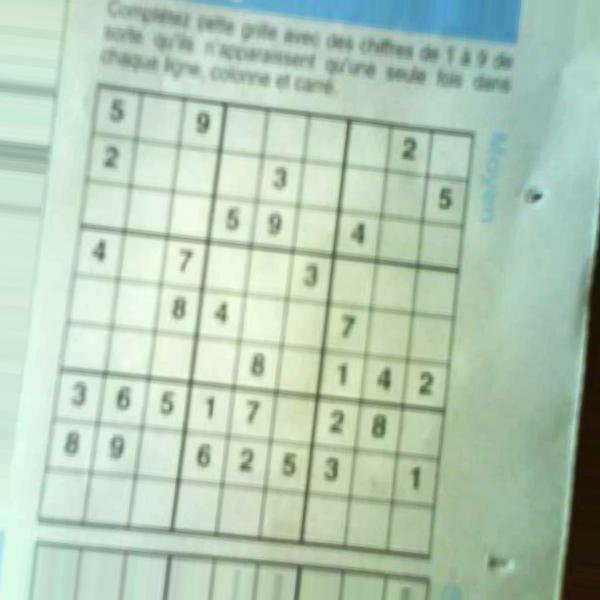 Complétez cette grille avec des chiffres de 1 à 9 de
sorte qu'ils n'apparaissent qu'une seule fois dans
chaque ligne, colonne et carré.
Moyen
5 9 2
2 3 5
5 9 4
4 7 3
8 4 7
8 1 4 2
3 6 5 1 7 2 8
8 9 6 2 5 3 1